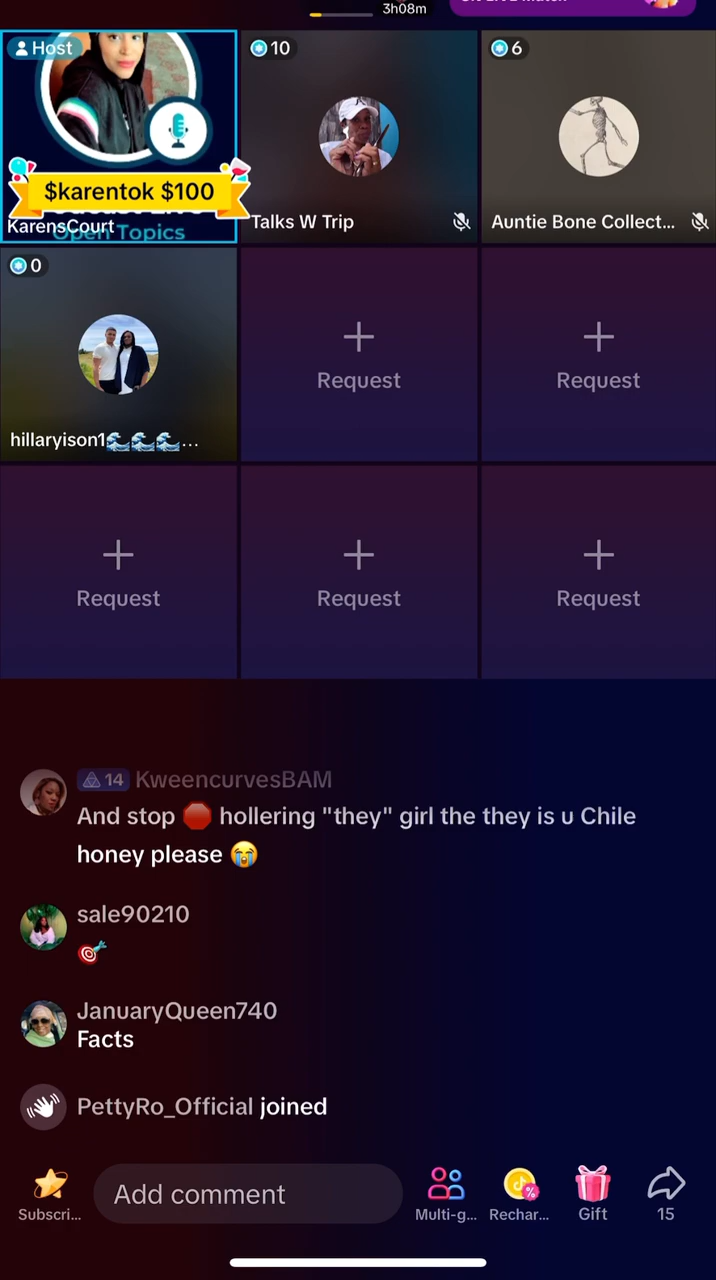 3h08m
Host
10
6
$karentok $100
KarensCourt
Open Topics
Talks W Trip
Auntie Bone Collect...
0
hillaryison1🌊🌊🌊...
Request
Request
Request
Request
Request
14 KweencurvesBAM
And stop 🛑 hollering "they" girl the they is u Chile
honey please 😭
sale90210
🎯
JanuaryQueen740
Facts
PettyRo_Official joined
Add comment
Subscri...
Multi-g...
Rechar...
Gift
15